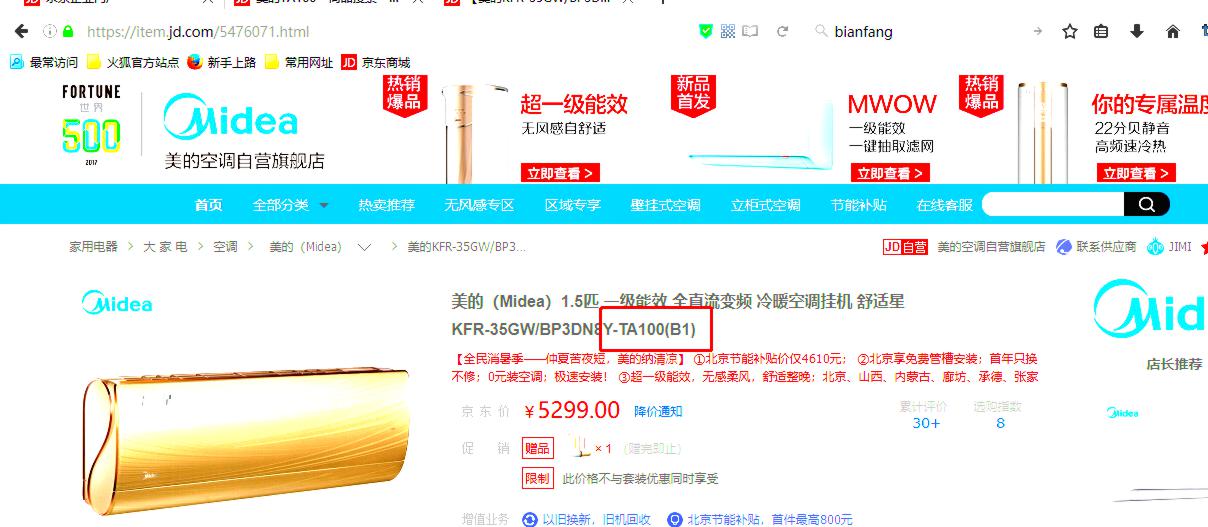 https://item.jd.com/5476071.html
bianfang
最常访问 火狐官方站点 新手上路 常用网址 JD 京东商城
FORTUNE
世界
500
2017
Midea
美的空调自营旗舰店
热销
爆品
超一级能效
无风感自舒适
立即查看 >
新品
首发
MWOW
一级能效
一键抽取滤网
立即查看 >
热销
爆品
你的专属温度
22分贝静音
高频速冷热
立即查看 >
首页 全部分类 热卖推荐 无风感专区 区域专享 壁挂式空调 立柜式空调 节能补贴 在线客服
家用电器 > 大家电 > 空调 > 美的（Midea） > 美的KFR-35GW/BP3...
JD自营 美的空调自营旗舰店 联系供应商 JIMI
Midea
美的（Midea）1.5匹 一级能效 全直流变频 冷暖空调挂机 舒适星
KFR-35GW/BP3DN8Y-TA100(B1)
【全民消暑季——仲夏苦夜短，美的纳清凉】①北京节能补贴价仅4610元；②北京享免费管槽安装；首年只换
不修；0元装空调；极速安装！③超一级能效，无感柔风，舒适整晚；北京、山西、内蒙古、廊坊、承德、张家
京东价 ￥5299.00 降价通知
累计评价
30+
选购指数
8
促销 赠品 × 1 （赠完即止）
限制 此价格不与套装优惠同时享受
增值业务 以旧换新，旧机回收 北京节能补贴，首件最高800元
Mid
店长推荐
Midea
Midea